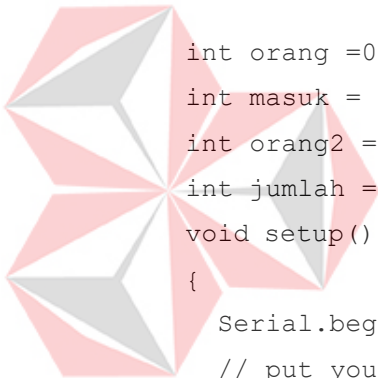 int orang =0
int masuk =
int orang2 =
int jumlah =
void setup()
{
Serial.beg
// put you